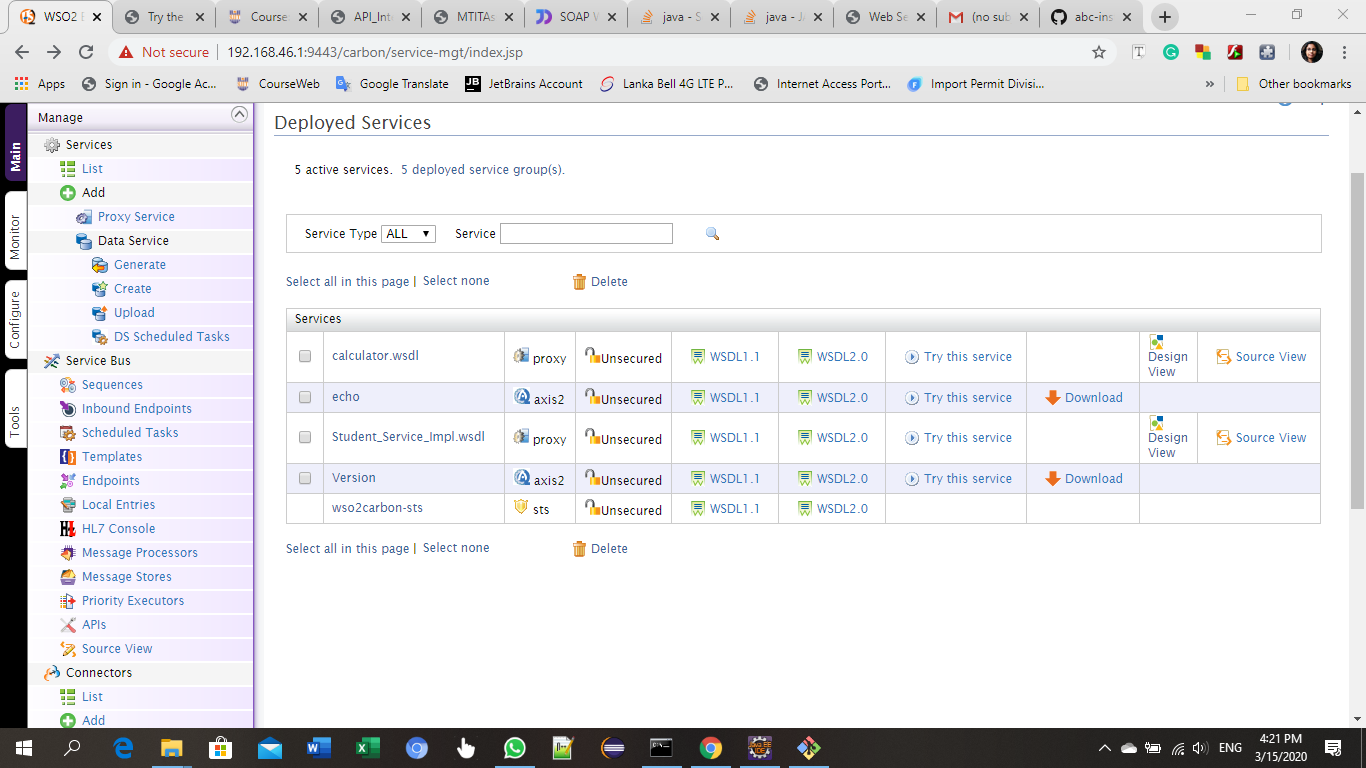 WSO2 E
Try the
Course
API_Int
MTITAs
SOAP W
java - S
java - J
Web Se
(no sub
abc-ins
Not secure
192.168.46.1:9443/carbon/service-mgt/index.jsp
Apps
Sign in - Google Ac...
CourseWeb
Google Translate
JetBrains Account
Lanka Bell 4G LTE P...
Internet Access Port...
Import Permit Divisi...
»
Other bookmarks
Main
Monitor
Configure
Tools
Manage
Services
List
Add
Proxy Service
Data Service
Generate
Create
Upload
DS Scheduled Tasks
Service Bus
Sequences
Inbound Endpoints
Scheduled Tasks
Templates
Endpoints
Local Entries
HL7 Console
Message Processors
Message Stores
Priority Executors
APIs
Source View
Connectors
List
Add
Deployed Services
5 active services. 5 deployed service group(s).
Service Type ALL Service
Select all in this page | Select none Delete
Services
calculator.wsdl proxy Unsecured WSDL1.1 WSDL2.0 Try this service Design View Source View
echo axis2 Unsecured WSDL1.1 WSDL2.0 Try this service Download
Student_Service_Impl.wsdl proxy Unsecured WSDL1.1 WSDL2.0 Try this service Design View Source View
Version axis2 Unsecured WSDL1.1 WSDL2.0 Try this service Download
wso2carbon-sts sts Unsecured WSDL1.1 WSDL2.0
Select all in this page | Select none Delete
ENG
4:21 PM
3/15/2020